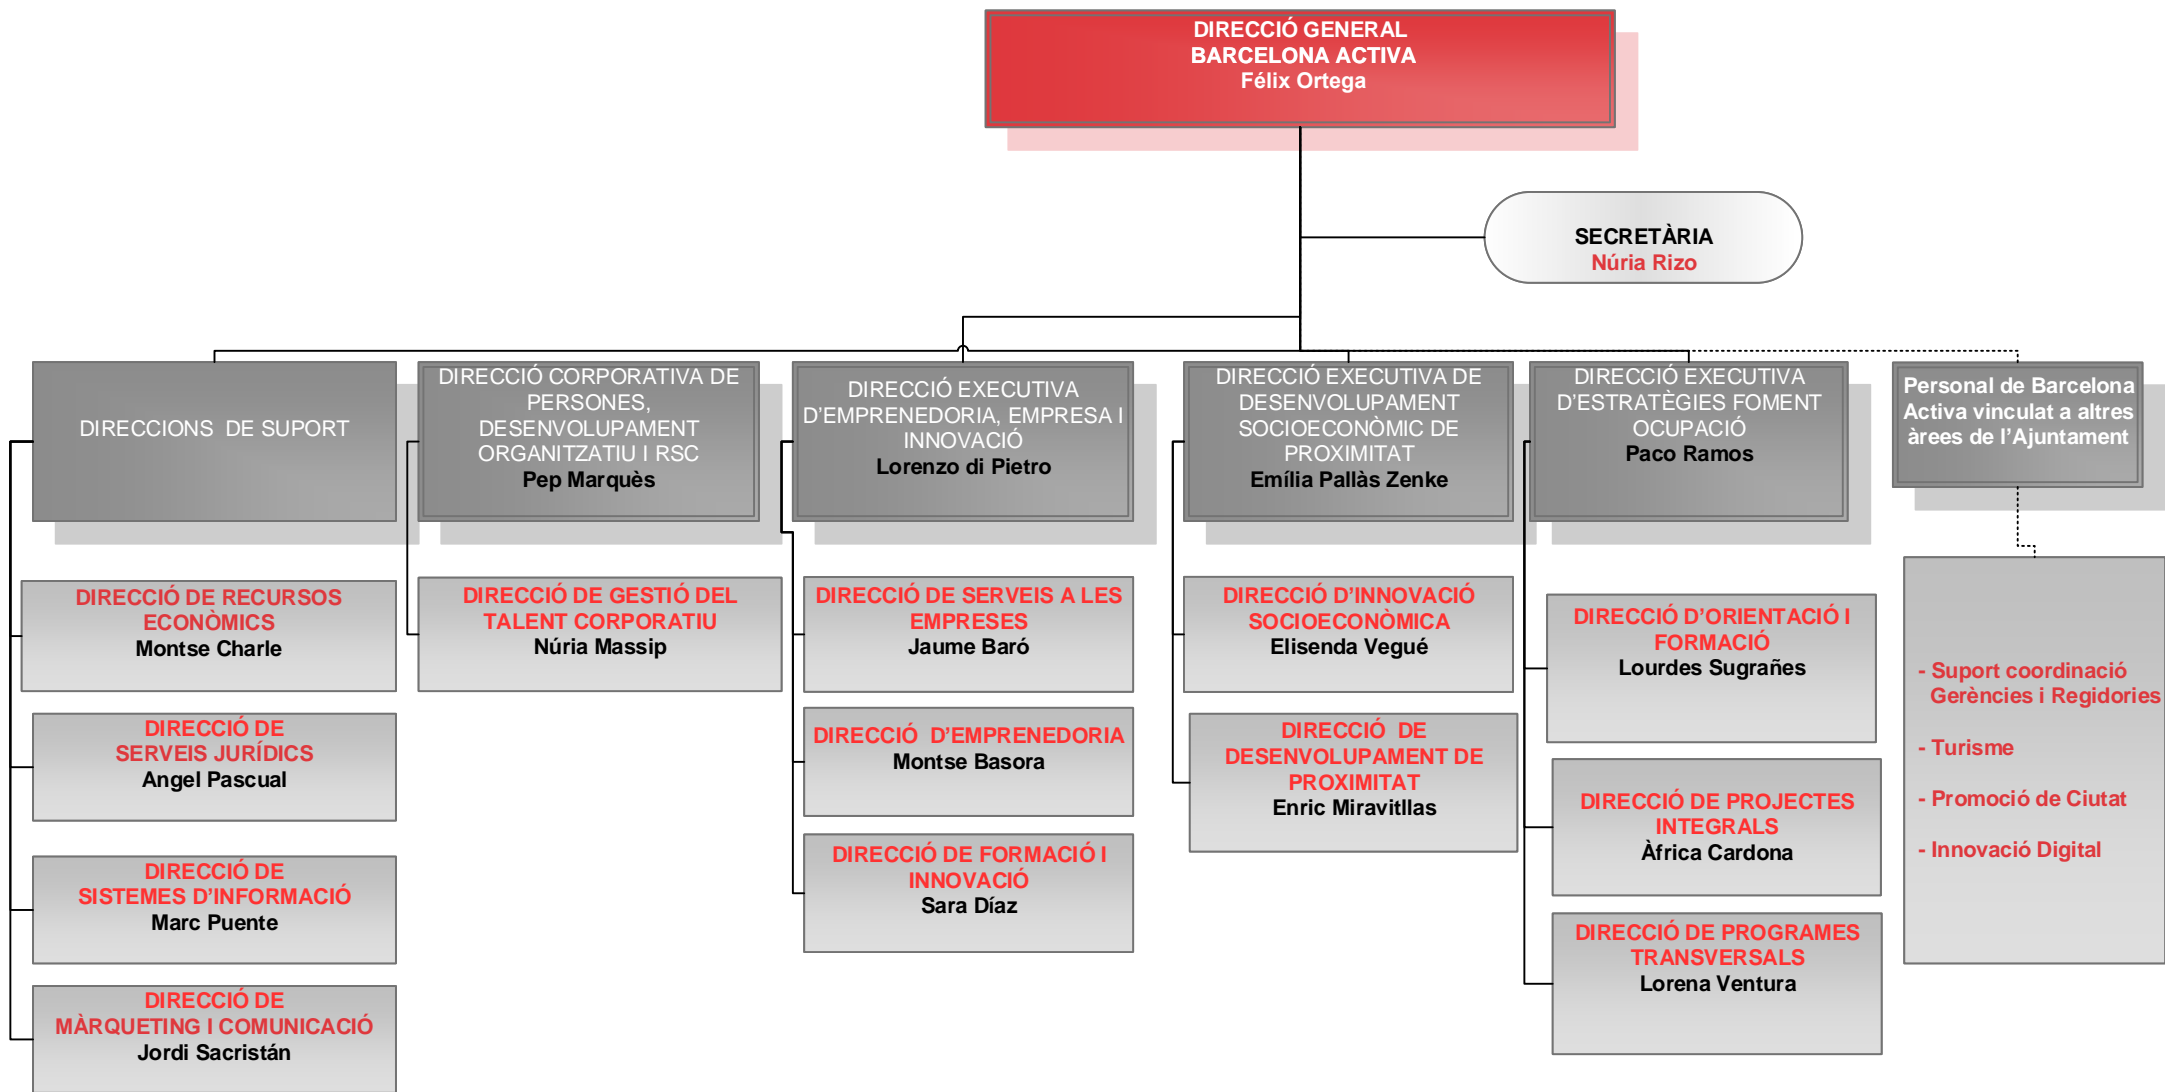 DIRECCIÓ GENERAL
BARCELONA ACTIVA
Félix Ortega
SECRETÀRIA
Núria Rizo
DIRECCIONS DE SUPORT
DIRECCIÓ CORPORATIVA DE
PERSONES,
DESENVOLUPAMENT
ORGANITZATIU I RSC
Pep Marquès
DIRECCIÓ EXECUTIVA
D'EMPRENEDORIA, EMPRESA I
INNOVACIÓ
Lorenzo di Pietro
DIRECCIÓ EXECUTIVA DE
DESENVOLUPAMENT
SOCIOECONÒMIC DE
PROXIMITAT
Emília Pallàs Zenke
DIRECCIÓ EXECUTIVA
D'ESTRATÈGIES FOMENT
OCUPACIÓ
Paco Ramos
Personal de Barcelona
Activa vinculat a altres
àrees de l'Ajuntament
DIRECCIÓ DE RECURSOS
ECONÒMICS
Montse Charle
DIRECCIÓ DE
SERVEIS JURÍDICS
Angel Pascual
DIRECCIÓ DE
SISTEMES D'INFORMACIÓ
Marc Puente
DIRECCIÓ DE
MÀRQUETING I COMUNICACIÓ
Jordi Sacristán
DIRECCIÓ DE GESTIÓ DEL
TALENT CORPORATIU
Núria Massip
DIRECCIÓ DE SERVEIS A LES
EMPRESES
Jaume Baró
DIRECCIÓ D'EMPRENEDORIA
Montse Basora
DIRECCIÓ DE FORMACIÓ I
INNOVACIÓ
Sara Díaz
DIRECCIÓ D'INNOVACIÓ
SOCIOECONÒMICA
Elisenda Vegué
DIRECCIÓ DE
DESENVOLUPAMENT DE
PROXIMITAT
Enric Miravitllas
DIRECCIÓ D'ORIENTACIÓ I
FORMACIÓ
Lourdes Sugrañes
DIRECCIÓ DE PROJECTES
INTEGRALS
Àfrica Cardona
DIRECCIÓ DE PROGRAMES
TRANSVERSALS
Lorena Ventura
- Suport coordinació
Gerències i Regidories
- Turisme
- Promoció de Ciutat
- Innovació Digital